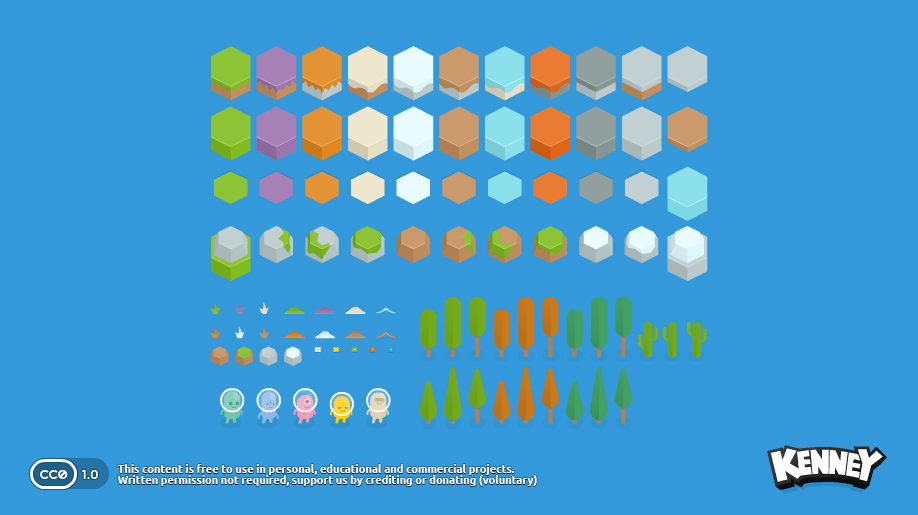 CC0 1.0
This content is free to use in personal, educational and commercial projects.
Written permission not required, support us by crediting or donating (voluntary)
KENNEY